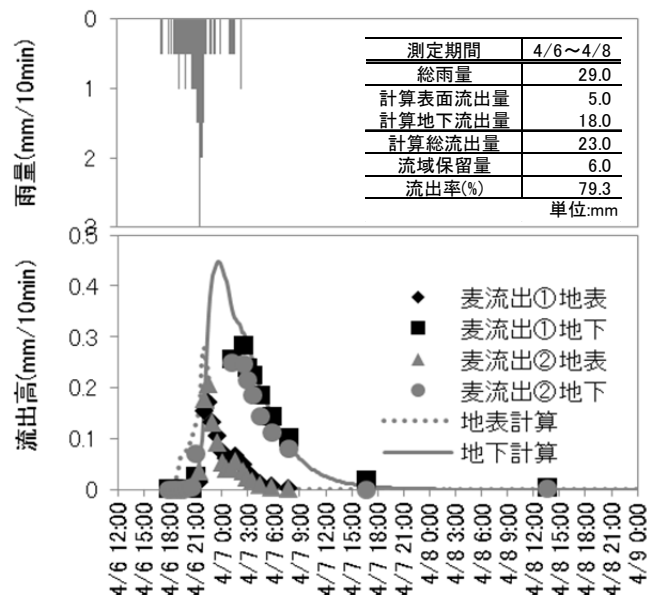 0
1
2
3
雨量(mm/10min)
測定期間 4/6～4/8
総雨量 29.0
計算表面流出量 5.0
計算地下流出量 18.0
計算総流出量 23.0
流域保留量 6.0
流出率(%) 79.3
単位:mm
0.5
0.4
0.3
0.2
0.1
0
流出高(mm/10min)
麦流出①地表
麦流出①地下
麦流出②地表
麦流出②地下
地表計算
地下計算
4/6 12:00
4/6 15:00
4/6 18:00
4/6 21:00
4/7 0:00
4/7 3:00
4/7 6:00
4/7 9:00
4/7 12:00
4/7 15:00
4/7 18:00
4/7 21:00
4/8 0:00
4/8 3:00
4/8 6:00
4/8 9:00
4/8 12:00
4/8 15:00
4/8 18:00
4/8 21:00
4/9 0:00